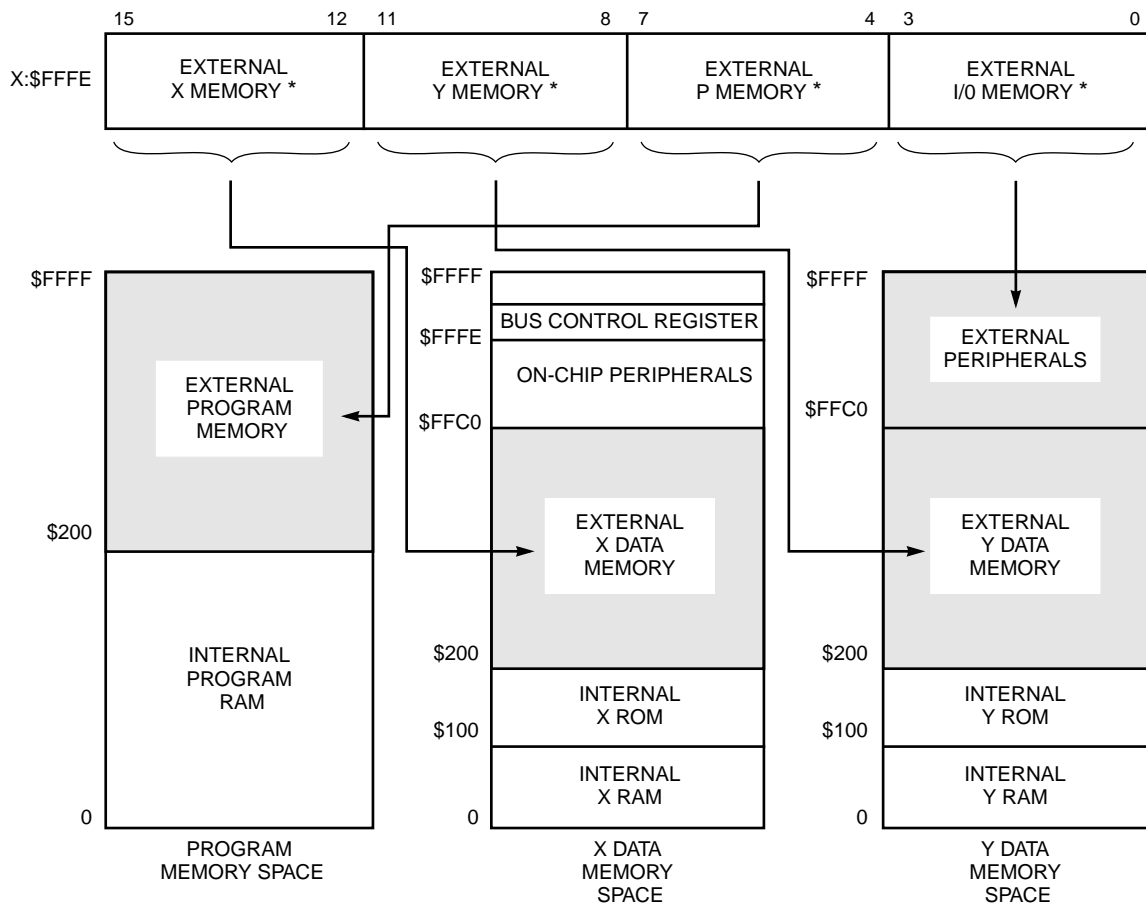 15 12 11 8 7 4 3 0
X:$FFFE
EXTERNAL
X MEMORY *
EXTERNAL
Y MEMORY *
EXTERNAL
P MEMORY *
EXTERNAL
I/0 MEMORY *
$FFFF
EXTERNAL
PROGRAM
MEMORY
$200
INTERNAL
PROGRAM
RAM
0
PROGRAM
MEMORY SPACE
$FFFF
BUS CONTROL REGISTER
$FFFE
ON-CHIP PERIPHERALS
$FFC0
EXTERNAL
X DATA
MEMORY
$200
INTERNAL
X ROM
$100
INTERNAL
X RAM
0
X DATA
MEMORY
SPACE
$FFFF
EXTERNAL
PERIPHERALS
$FFC0
EXTERNAL
Y DATA
MEMORY
$200
INTERNAL
Y ROM
$100
INTERNAL
Y RAM
0
Y DATA
MEMORY
SPACE